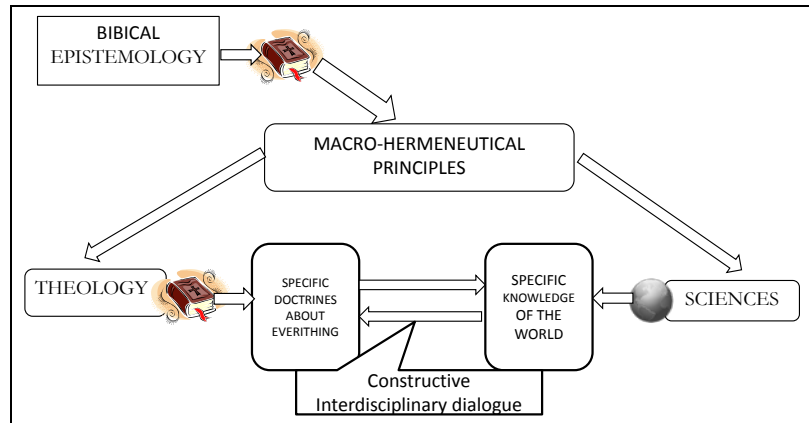 BIBICAL
EPISTEMOLOGY
MACRO-HERMENEUTICAL
PRINCIPLES
THEOLOGY
SPECIFIC
DOCTRINES
ABOUT
EVERITHING
SPECIFIC
KNOWLEDGE
OF THE
WORLD
SCIENCES
Constructive
Interdisciplinary dialogue